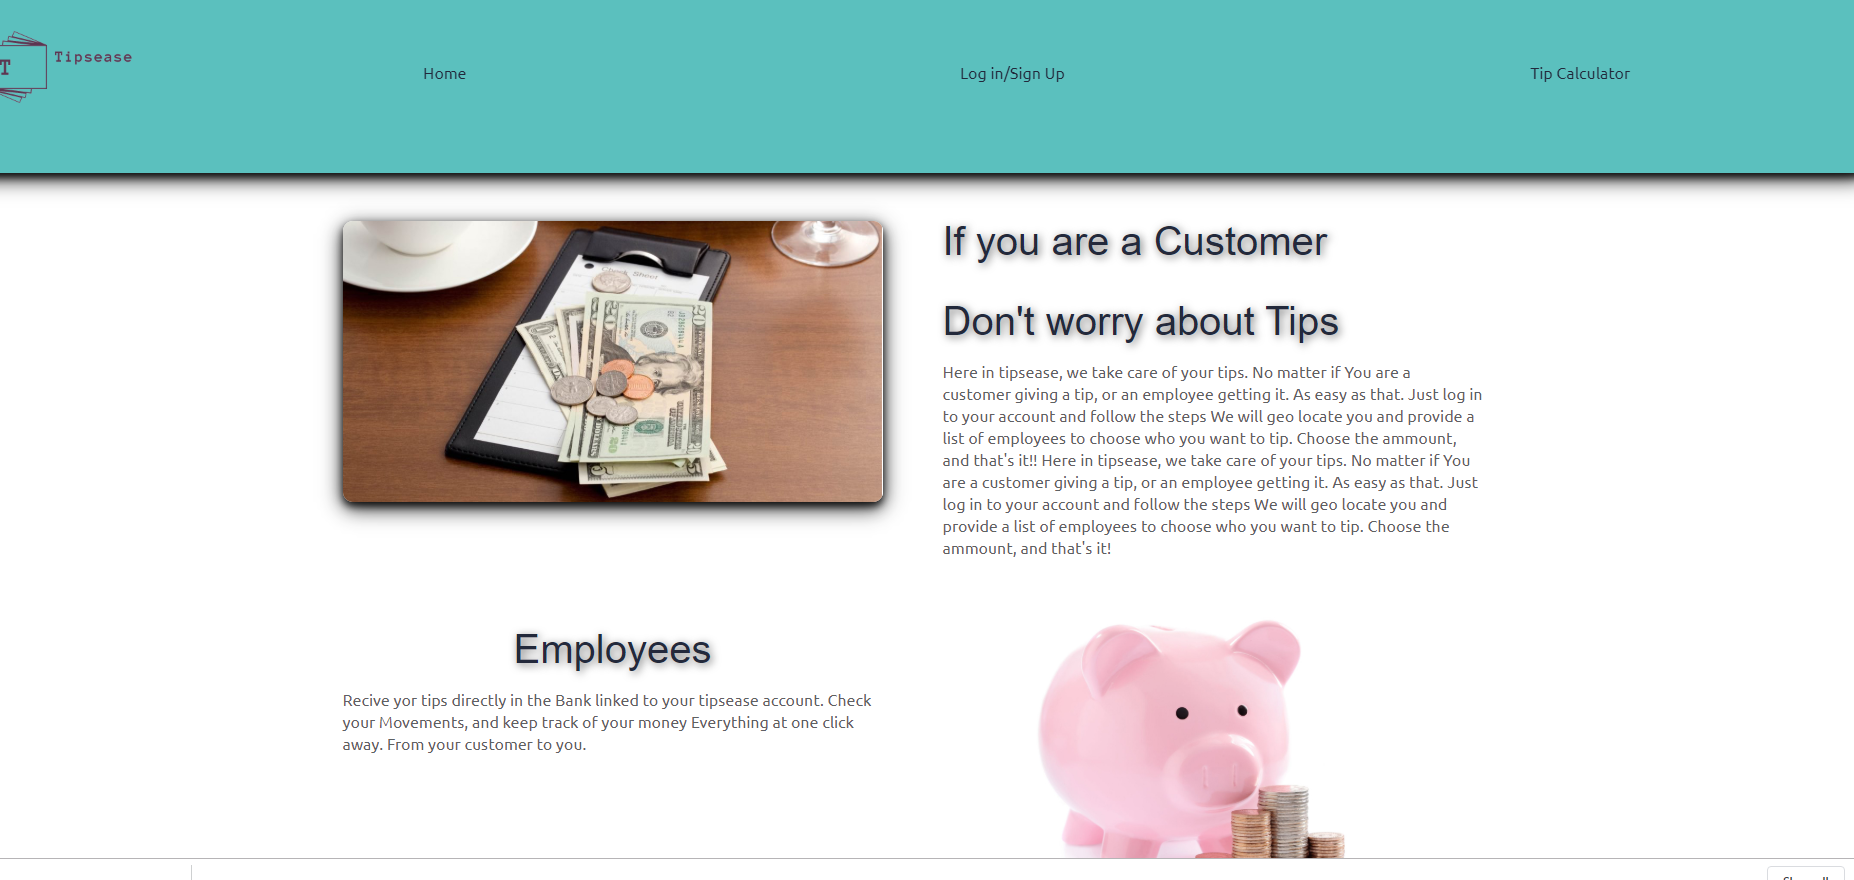 T
Tipsease
Home
Log in/Sign Up
Tip Calculator
Check Sheet
If you are a Customer
Don't worry about Tips
Here in tipsease, we take care of your tips. No matter if You are a
customer giving a tip, or an employee getting it. As easy as that. Just log in
to your account and follow the steps We will geo locate you and provide a
list of employees to choose who you want to tip. Choose the ammount,
and that's it!! Here in tipsease, we take care of your tips. No matter if You
are a customer giving a tip, or an employee getting it. As easy as that. Just
log in to your account and follow the steps We will geo locate you and
provide a list of employees to choose who you want to tip. Choose the
ammount, and that's it!
Employees
Recive yor tips directly in the Bank linked to your tipsease account. Check
your Movements, and keep track of your money Everything at one click
away. From your customer to you.